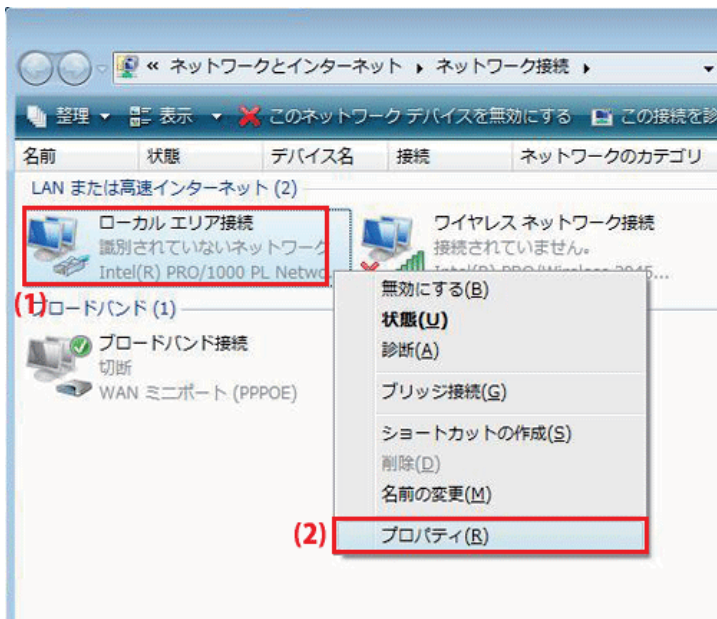 « ネットワークとインターネット ▸ ネットワーク接続 ▸
整理 ▼ 表示 ▼ このネットワーク デバイスを無効にする この接続を診
名前 状態 デバイス名 接続 ネットワークのカテゴリ
LAN または高速インターネット (2)
ローカル エリア接続
識別されていないネットワーク
Intel(R) PRO/1000 PL Netwo...
ワイヤレス ネットワーク接続
接続されていません。
Intel(R) PRO/Wireless 3945...
(1)
ブロードバンド (1)
ブロードバンド接続
切断
WAN ミニポート (PPPOE)
無効にする(B)
状態(U)
診断(A)
ブリッジ接続(G)
ショートカットの作成(S)
削除(D)
名前の変更(M)
(2)
プロパティ(R)